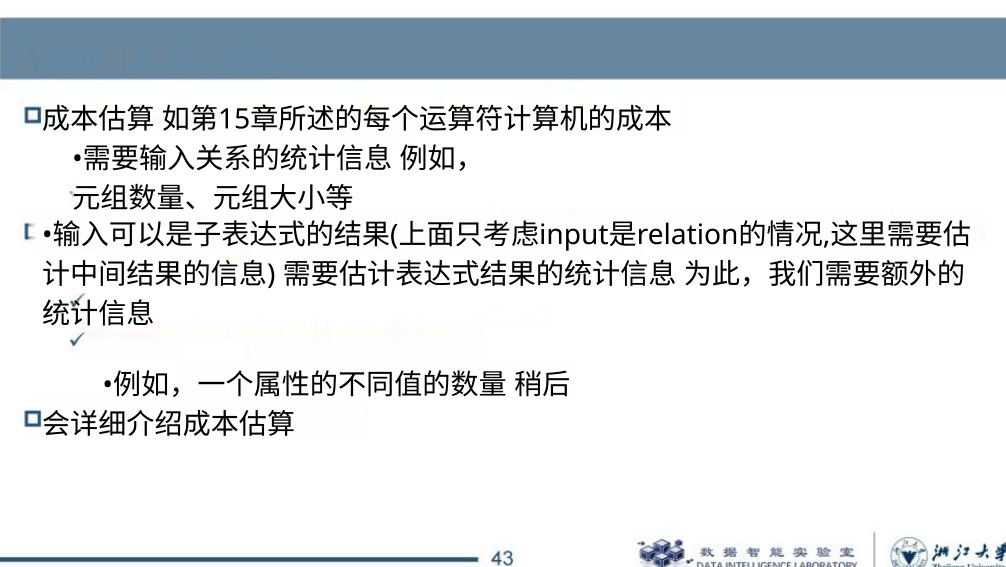 成本估算 如第15章所述的每个运算符计算机的成本
•需要输入关系的统计信息 例如，
元组数量、元组大小等
•输入可以是子表达式的结果(上面只考虑input是relation的情况,这里需要估
计中间结果的信息) 需要估计表达式结果的统计信息 为此，我们需要额外的
统计信息
•例如，一个属性的不同值的数量 稍后
会详细介绍成本估算
43
数据智能实验室
DATA INTELLIGENCE LABORATORY
浙江大学
Zhejiang University